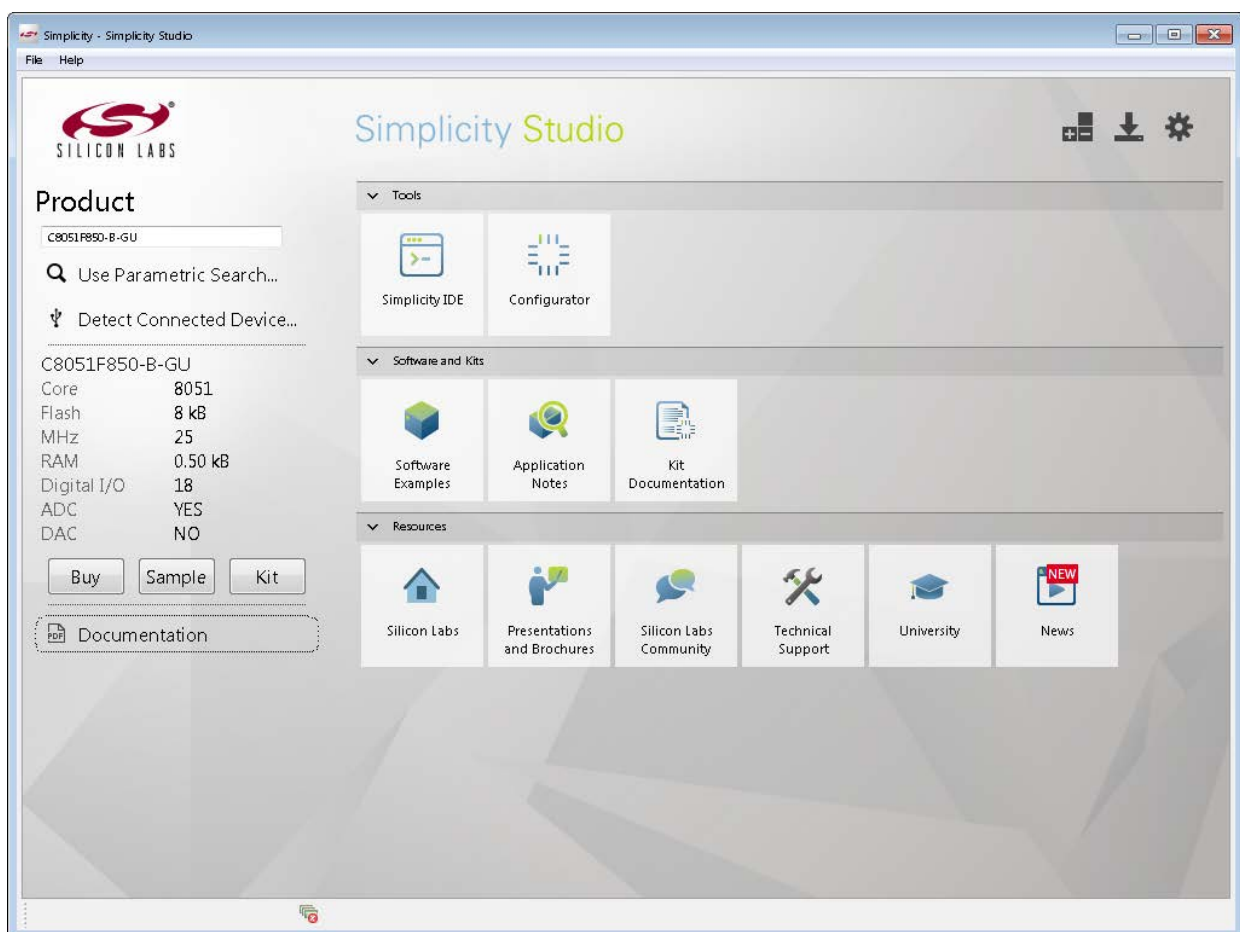 Simplicity - Simplicity Studio
File Help
SILICON LABS
Simplicity Studio
Product
C8051F850-B-GU
Use Parametric Search...
Detect Connected Device...
C8051F850-B-GU
Core 8051
Flash 8 kB
MHz 25
RAM 0.50 kB
Digital I/O 18
ADC YES
DAC NO
Buy Sample Kit
PDF Documentation
Tools
Simplicity IDE
Configurator
Software and Kits
Software
Examples
Application
Notes
Kit
Documentation
Resources
Silicon Labs
Presentations
and Brochures
Silicon Labs
Community
Technical
Support
University
NEW
News